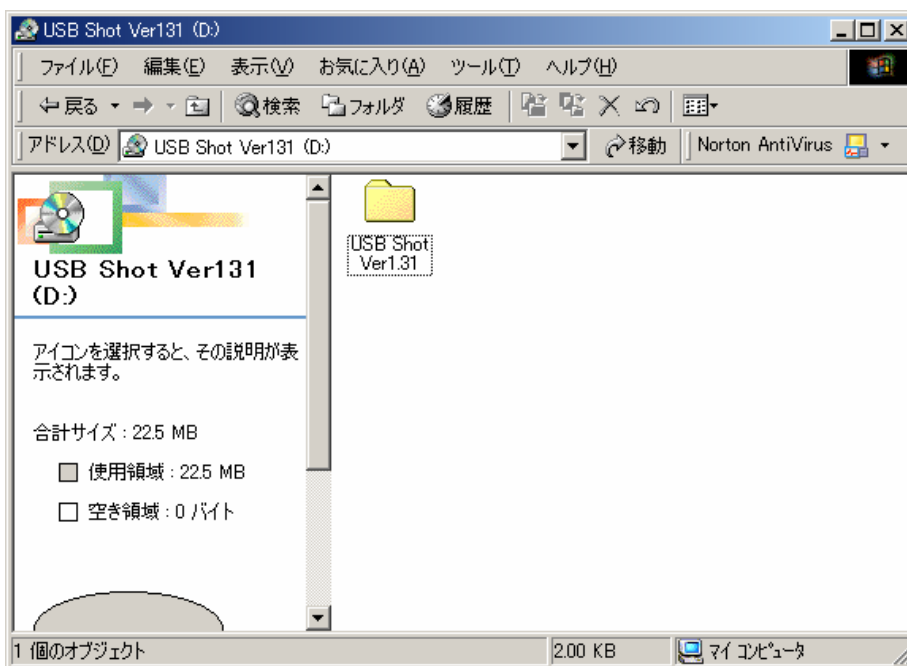 USB Shot Ver131 (D:)
ファイル(F) 編集(E) 表示(V) お気に入り(A) ツール(T) ヘルプ(H)
戻る 検索 フォルダ 履歴
アドレス(D) USB Shot Ver131 (D:) 移動 Norton AntiVirus
USB Shot Ver131
(D:)
アイコンを選択すると、その説明が表
示されます。
合計サイズ : 22.5 MB
使用領域 : 22.5 MB
空き領域 : 0 バイト
USB Shot
Ver1.31
1 個のオブジェクト 2.00 KB マイ コンピュータ